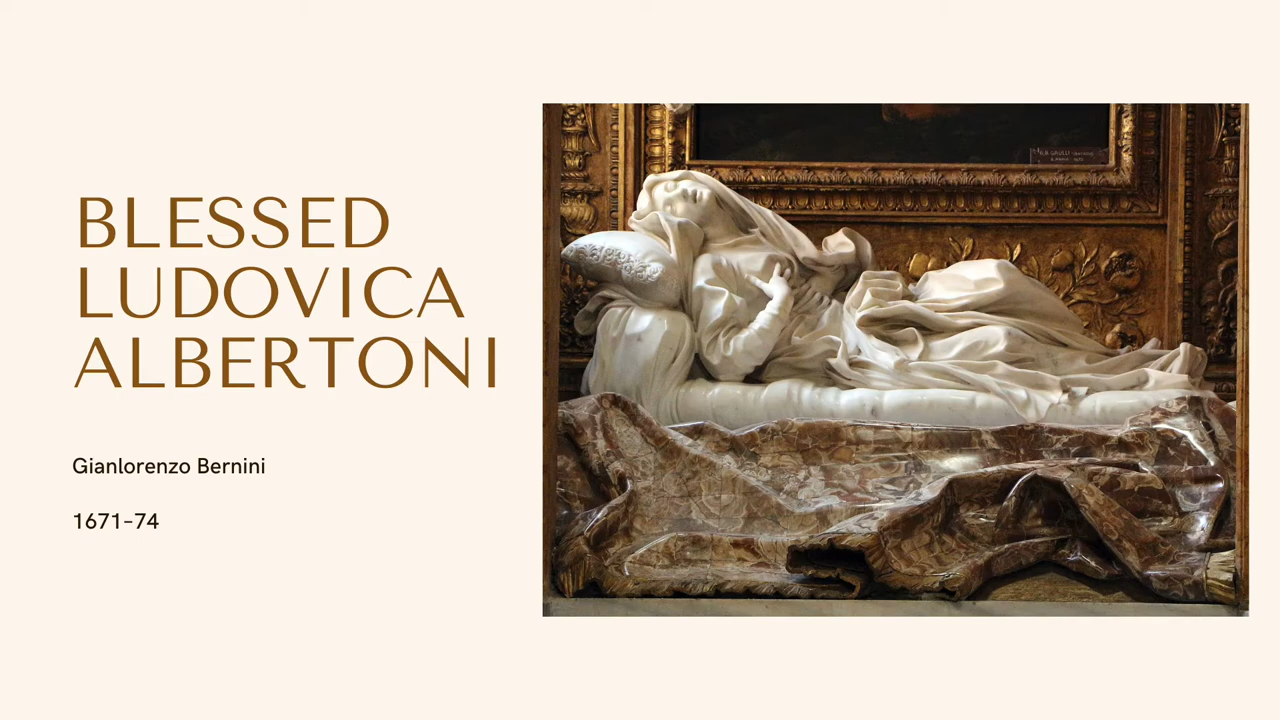 BLESSED
LUDOVICA
ALBERTONI
Gianlorenzo Bernini
1671-74